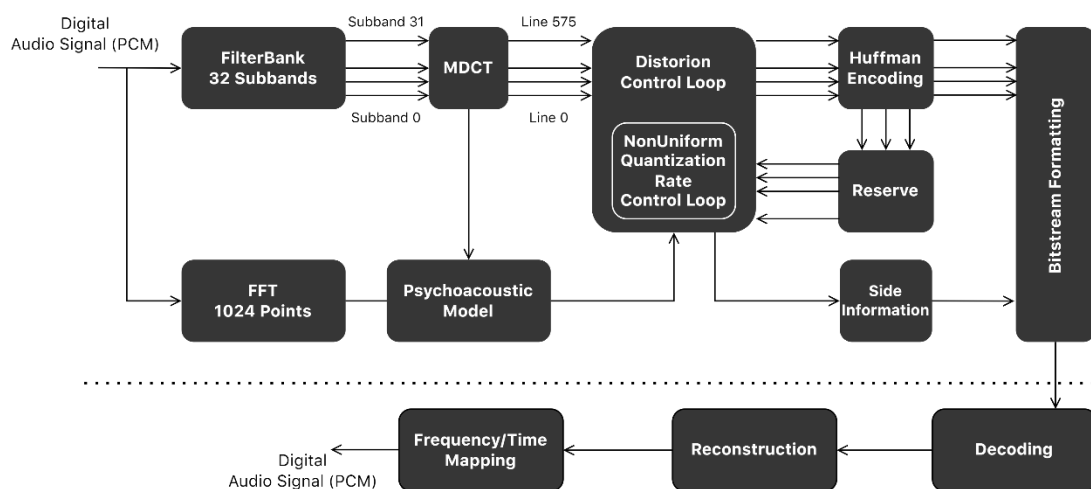 Digital
Audio Signal (PCM)
FilterBank
32 Subbands
Subband 31
Subband 0
MDCT
Line 575
Line 0
Distorion
Control Loop
NonUniform
Quantization
Rate
Control Loop
Huffman
Encoding
Reserve
Bitstream Formatting
FFT
1024 Points
Psychoacoustic
Model
Side
Information
Decoding
Reconstruction
Frequency/Time
Mapping
Digital
Audio Signal (PCM)